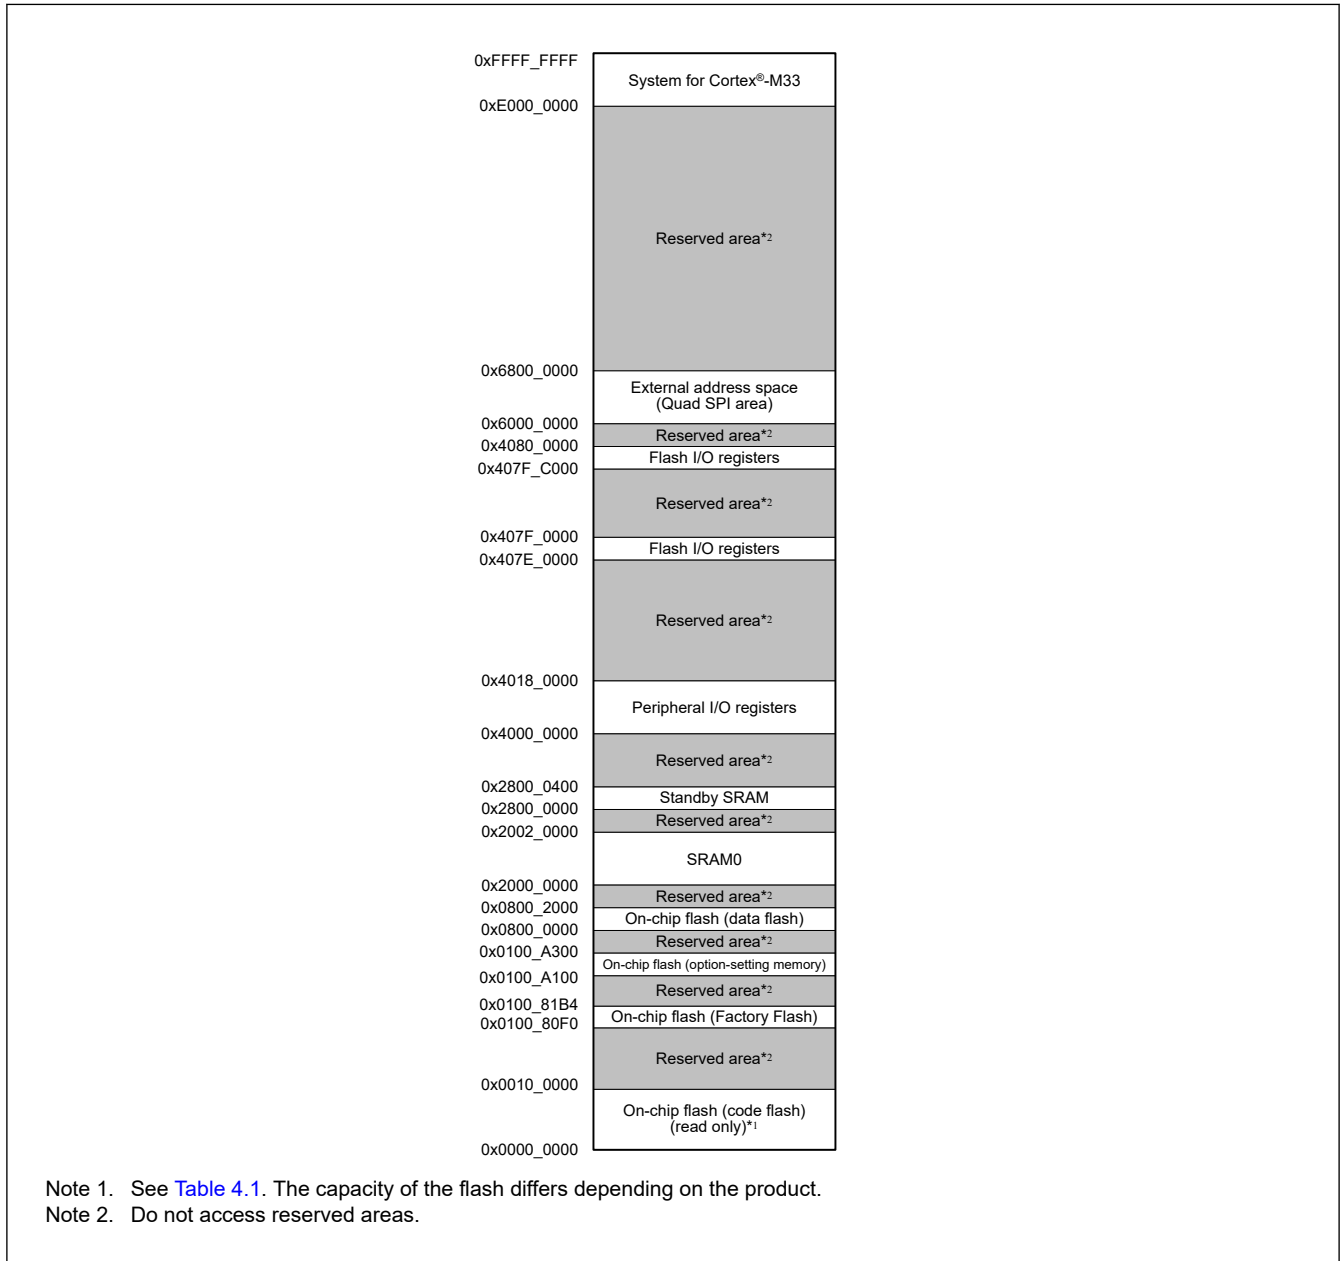 0xFFFF_FFFF
System for Cortex®-M33
0xE000_0000
Reserved area*2
0x6800_0000
External address space
(Quad SPI area)
0x6000_0000
Reserved area*2
0x4080_0000
Flash I/O registers
0x407F_C000
Reserved area*2
0x407F_0000
Flash I/O registers
0x407E_0000
Reserved area*2
0x4018_0000
Peripheral I/O registers
0x4000_0000
Reserved area*2
0x2800_0400
Standby SRAM
0x2800_0000
Reserved area*2
0x2002_0000
SRAM0
0x2000_0000
Reserved area*2
0x0800_2000
On-chip flash (data flash)
0x0800_0000
Reserved area*2
0x0100_A300
On-chip flash (option-setting memory)
0x0100_A100
Reserved area*2
0x0100_81B4
On-chip flash (Factory Flash)
0x0100_80F0
Reserved area*2
0x0010_0000
On-chip flash (code flash)
(read only)*1
0x0000_0000
Note 1. See Table 4.1. The capacity of the flash differs depending on the product.
Note 2. Do not access reserved areas.